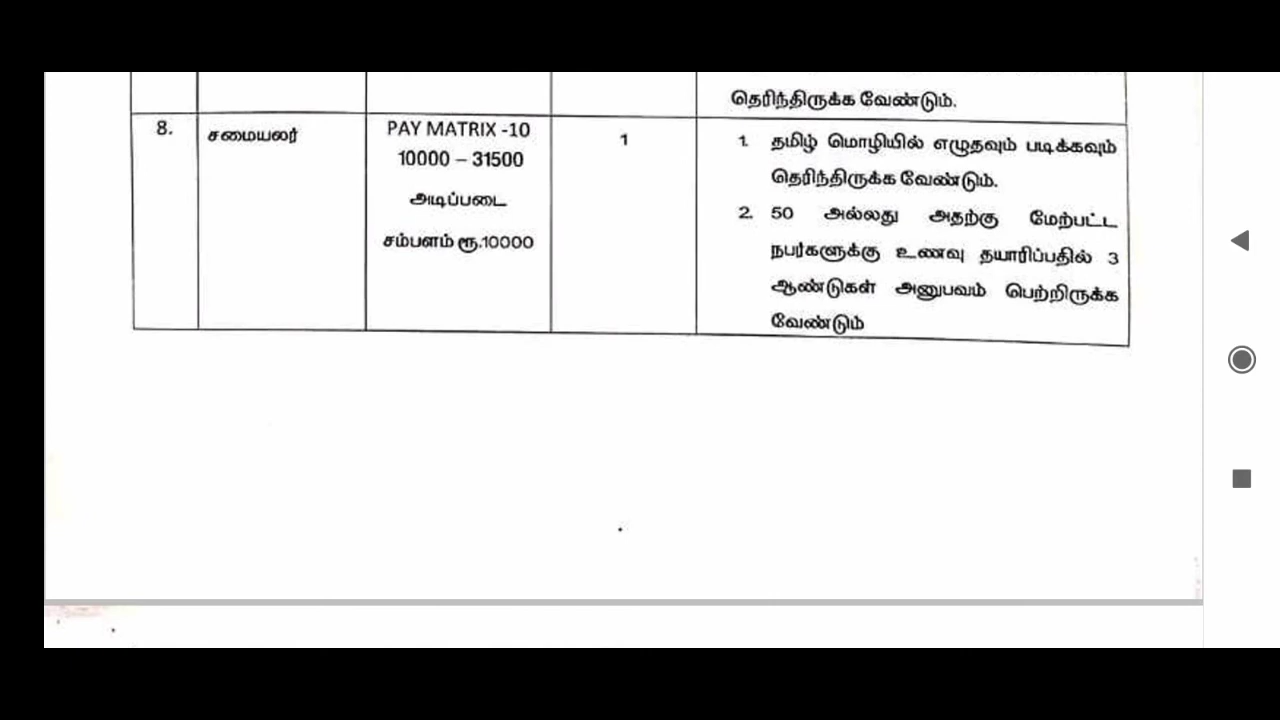 தெரிந்திருக்க வேண்டும்.
8.
சமையலர்
PAY MATRIX -10
10000 – 31500
அடிப்படை
சம்பளம் ரூ.10000
1
1. தமிழ் மொழியில் எழுதவும் படிக்கவும்
தெரிந்திருக்க வேண்டும்.
2. 50 அல்லது அதற்கு மேற்பட்ட
நபர்களுக்கு உணவு தயாரிப்பதில் 3
ஆண்டுகள் அனுபவம் பெற்றிருக்க
வேண்டும்